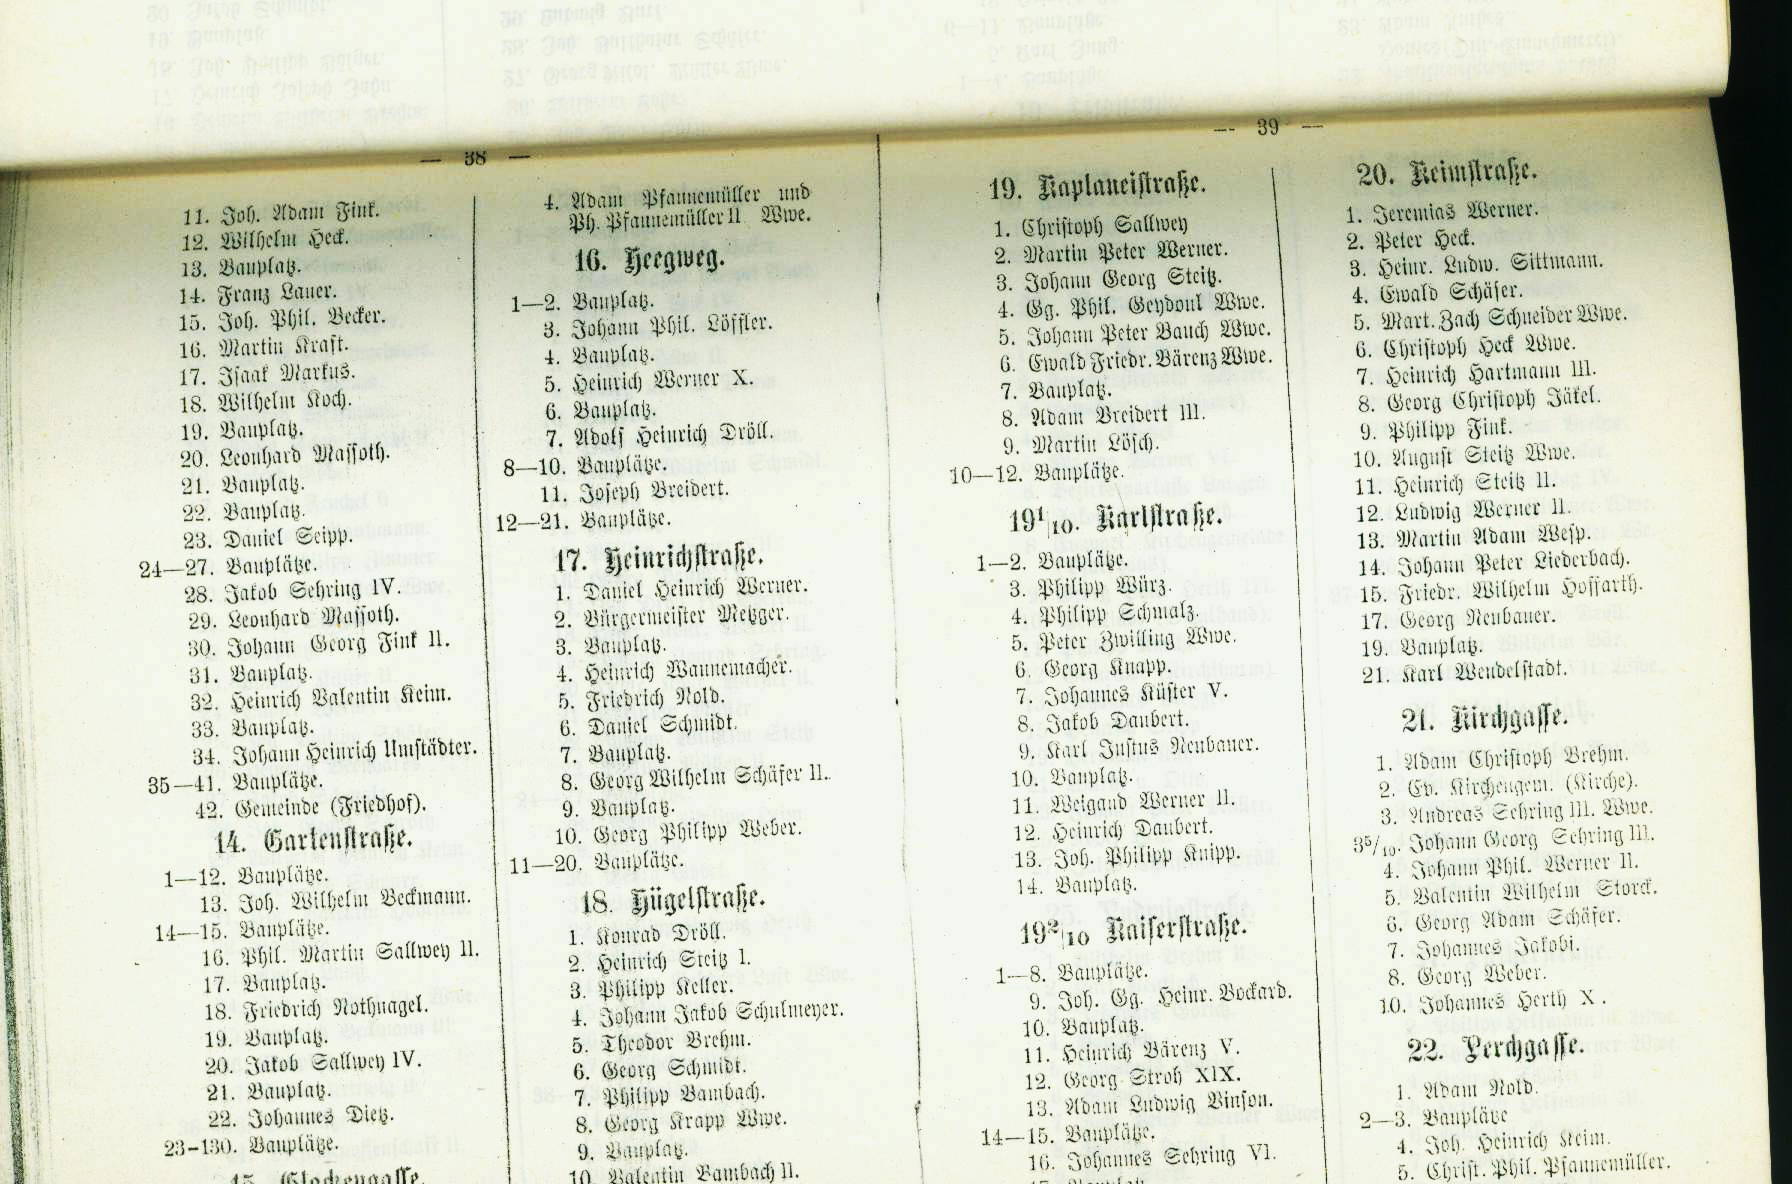 — 38 —
11. Joh. Adam Fink.
12. Wilhelm Heck.
13. Bauplatz.
14. Franz Lauer.
15. Joh. Phil. Becker.
16. Martin Kraft.
17. Isaak Markus.
18. Wilhelm Koch.
19. Bauplatz.
20. Leonhard Massoth.
21. Bauplatz.
22. Bauplatz.
23. Daniel Seipp.
24—27. Bauplätze.
28. Jakob Sehring IV.
29. Leonhard Massoth.
30. Johann Georg Fink II.
31. Bauplatz.
32. Heinrich Valentin Keim.
33. Bauplatz.
34. Johann Heinrich Umstädter.
35—41. Bauplätze.
42. Gemeinde (Friedhof).
14. Gartenstraße.
1—12. Bauplätze.
13. Joh. Wilhelm Beckmann.
14—15. Bauplätze.
16. Phil. Martin Sallwey II.
17. Bauplatz.
18. Friedrich Nothnagel.
19. Bauplatz.
20. Jakob Sallwey IV.
21. Bauplatz.
22. Johannes Dietz.
23-130. Bauplätze.
15. Glockengasse.
4. Adam Pfannemüller und
Ph. Pfannemüller II Wwe.
16. Heegweg.
1—2. Bauplatz.
3. Johann Phil. Löffler.
4. Bauplatz.
5. Heinrich Werner X.
6. Bauplatz.
7. Adolf Heinrich Dröll.
8—10. Bauplätze.
11. Joseph Breidert.
12—21. Bauplätze.
17. Heinrichstraße.
1. Daniel Heinrich Werner.
2. Bürgermeister Metzger.
3. Bauplatz.
4. Heinrich Wannemacher.
5. Friedrich Nold.
6. Daniel Schmidt.
7. Bauplatz.
8. Georg Wilhelm Schäfer II.
9. Bauplatz.
10. Georg Philipp Weber.
11—20. Bauplätze.
18. Hügelstraße.
1. Konrad Dröll.
2. Heinrich Steitz I.
3. Philipp Keller.
4. Johann Jakob Schulmeyer.
5. Theodor Brehm.
6. Georg Schmidt.
7. Philipp Bambach.
8. Georg Krapp Wwe.
9. Bauplatz.
10. Valentin Bambach II.
— 39 —
19. Kaplaneistraße.
1. Christoph Sallwey
2. Martin Peter Werner.
3. Johann Georg Steitz.
4. Gg. Phil. Geydoul Wwe.
5. Johann Peter Bauch Wwe.
6. Ewald Friedr. Bärenz Wwe.
7. Bauplatz.
8. Adam Breidert III.
9. Martin Lösch.
10—12. Bauplätze.
19 1/10. Karlstraße.
1—2. Bauplätze.
3. Philipp Würz.
4. Philipp Schmalz.
5. Peter Zwilling Wwe.
6. Georg Knapp.
7. Johannes Küster V.
8. Jakob Daubert.
9. Karl Justus Neubauer.
10. Bauplatz.
11. Weigand Werner II.
12. Heinrich Daubert.
13. Joh. Philipp Knipp.
14. Bauplatz.
19 2/10 Kaiserstraße.
1—8. Bauplätze.
9. Joh. Gg. Heinr. Bockard.
10. Bauplatz.
11. Heinrich Bärenz V.
12. Georg Stroh XIX.
13. Adam Ludwig Vinson.
14—15. Bauplätze.
16. Johannes Sehring VI.
17. Bauplatz.
20. Keimstraße.
1. Jeremias Werner.
2. Peter Heck.
3. Heinr. Ludw. Sittmann.
4. Ewald Schäfer.
5. Mart. Zach Schneider Wwe.
6. Christoph Heck Wwe.
7. Heinrich Hartmann III.
8. Georg Christoph Jäkel.
9. Philipp Fink.
10. August Steitz Wwe.
11. Heinrich Steitz II.
12. Ludwig Werner II.
13. Martin Adam Wesp.
14. Johann Peter Liederbach.
15. Friedr. Wilhelm Hoffarth.
17. Georg Neubauer.
19. Bauplatz.
21. Karl Wendelstadt.
21. Kirchgasse.
1. Adam Christoph Brehm.
2. Ev. Kirchengem. (Kirche).
3. Andreas Sehring III. Wwe.
3 5/10. Johann Georg Sehring III.
4. Johann Phil. Werner II.
5. Valentin Wilhelm Storck.
6. Georg Adam Schäfer.
7. Johannes Jakobi.
8. Georg Weber.
10. Johannes Herth X.
22. Lerchgasse.
1. Adam Nold.
2—3. Bauplätze
4. Joh. Heinrich Keim.
5. Christ. Phil. Pfannemüller.